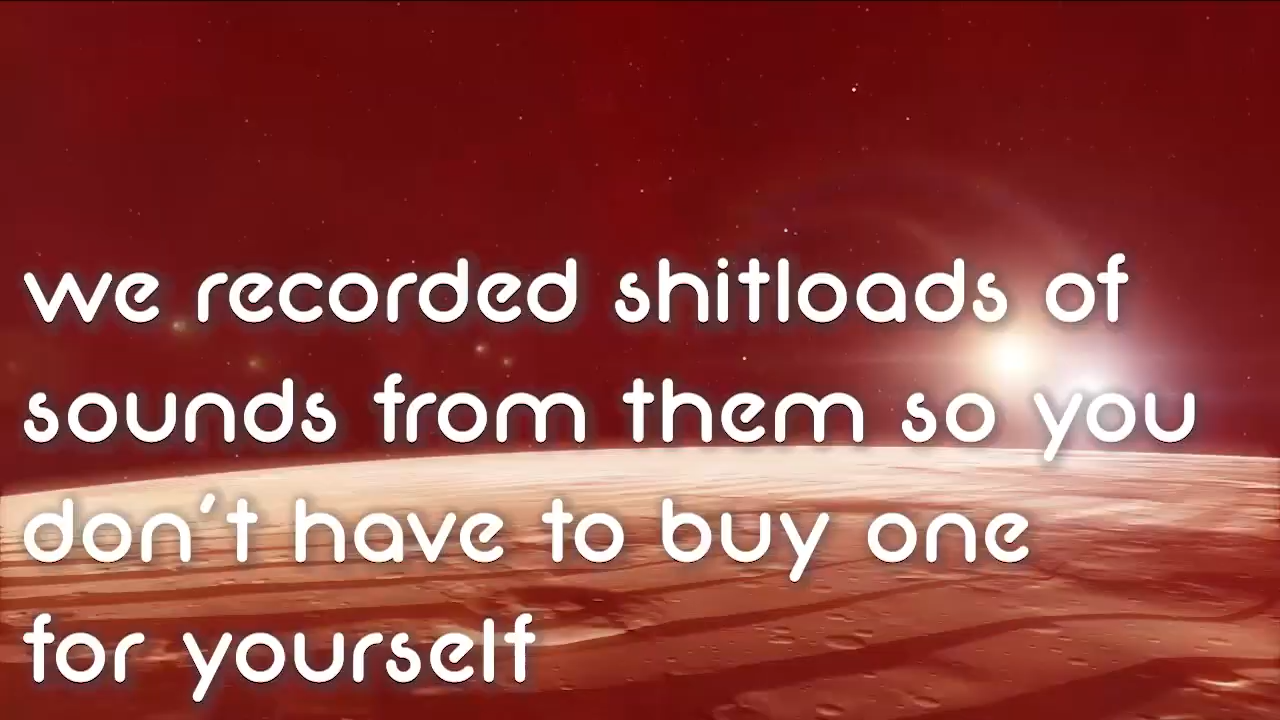 we recorded shitloads of
sounds from them so you
don't have to buy one
for yourself